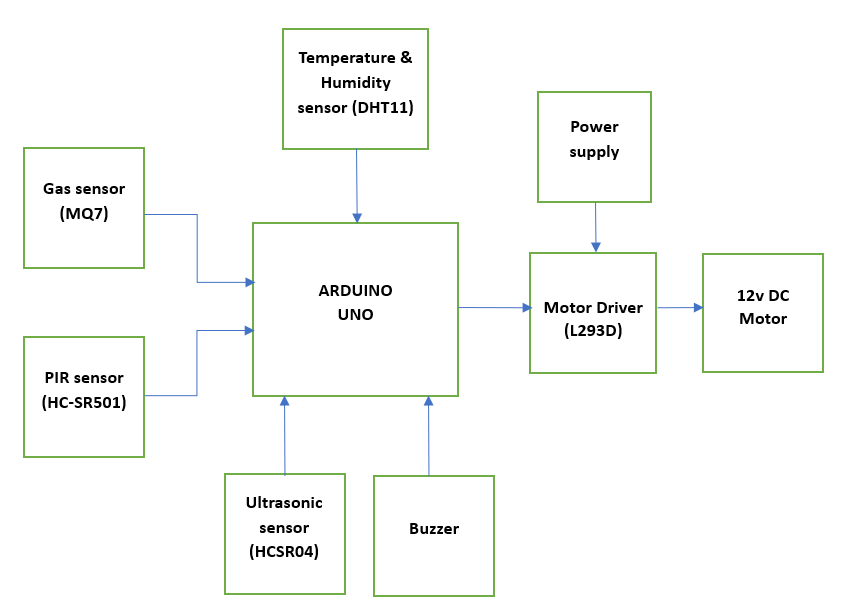 Temperature &
Humidity
sensor (DHT11)
Power
supply
Gas sensor
(MQ7)
ARDUINO
UNO
Motor Driver
(L293D)
12v DC
Motor
PIR sensor
(HC-SR501)
Ultrasonic
sensor
(HCSR04)
Buzzer